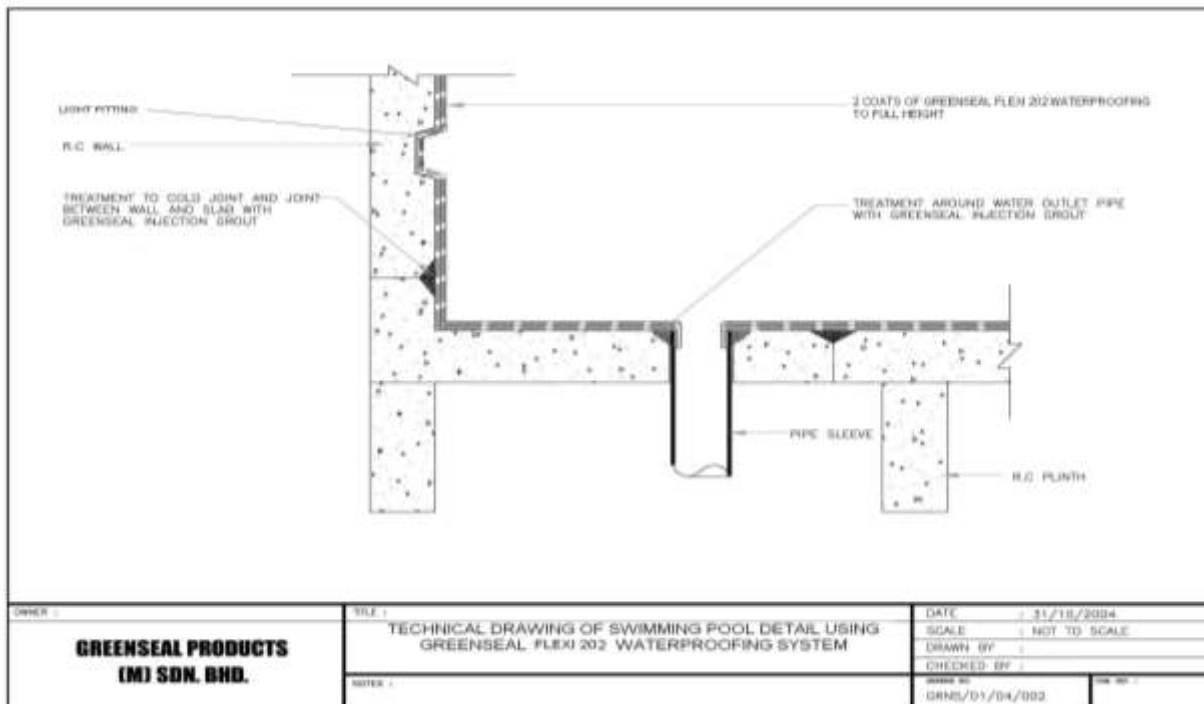 LIGHT FITTING
R.C WALL
TREATMENT TO COLD JOINT AND JOINT
BETWEEN WALL AND SLAB WITH
GREENSEAL INJECTION GROUT
2 COATS OF GREENSEAL FLEXI 202 WATERPROOFING
TO FULL HEIGHT
TREATMENT AROUND WATER OUTLET PIPE
WITH GREENSEAL INJECTION GROUT
PIPE SLEEVE
R.C PLINTH
OWNER :
GREENSEAL PRODUCTS
(M) SDN. BHD.
TITLE :
TECHNICAL DRAWING OF SWIMMING POOL DETAIL USING
GREENSEAL FLEXI 202 WATERPROOFING SYSTEM
NOTES :
DATE : 31/10/2004
SCALE : NOT TO SCALE
DRAWN BY :
CHECKED BY :
DRAWING NO
GRNS/01/04/002